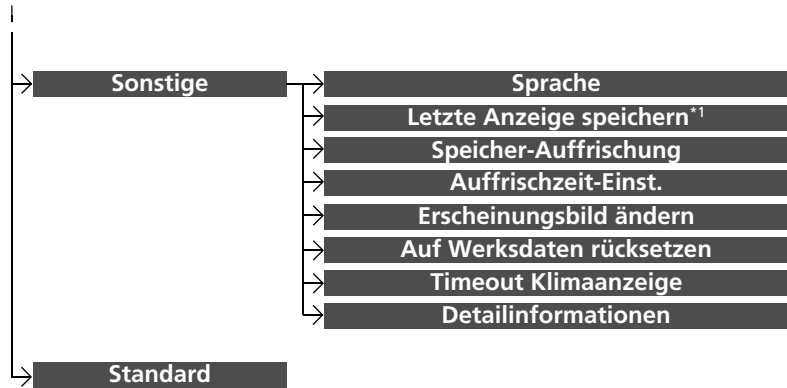 Sonstige
Sprache
Letzte Anzeige speichern*1
Speicher-Auffrischung
Auffrischzeit-Einst.
Erscheinungsbild ändern
Auf Werksdaten rücksetzen
Timeout Klimaanzeige
Detailinformationen
Standard